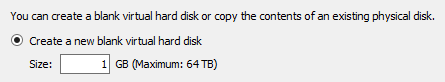 You can create a blank virtual hard disk or copy the contents of an existing physical disk.
Create a new blank virtual hard disk
Size: 1 GB (Maximum: 64 TB)